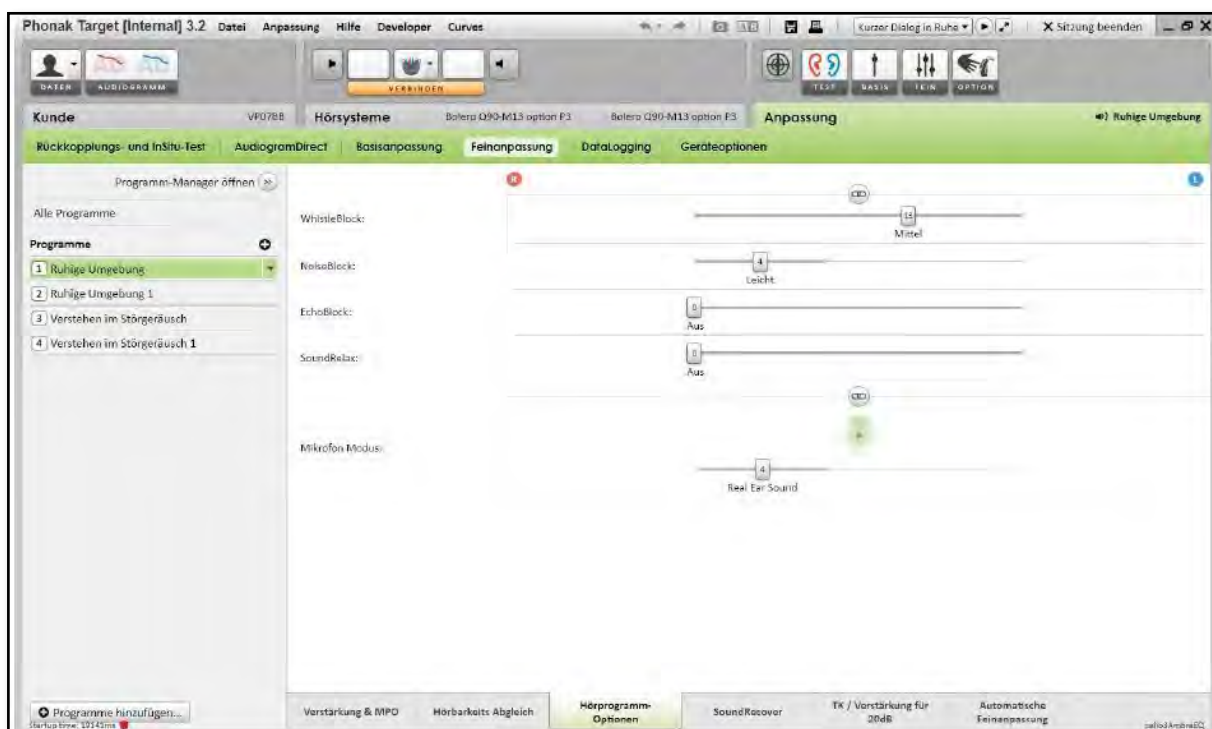 Phonak Target [Internal] 3.2 Datei Anpassung Hilfe Developer Curves Kurzer Dialog in Ruhe X Sitzung beenden
DATEN AUDIOGRAMM VERBINDEN TEST BASIS FEIN OPTION
Kunde VP07BB Hörsysteme Bolero Q90-M13 option P3 Bolero Q90-M13 option P3 Anpassung Ruhige Umgebung
Rückkopplungs- und InSitu-Test AudiogramDirect Basisanpassung Feinanpassung DataLogging Geräteoptionen
Programm-Manager öffnen »
R L
Alle Programme
Programme
1 Ruhige Umgebung
2 Ruhige Umgebung 1
3 Verstehen im Störgeräusch
4 Verstehen im Störgeräusch 1
WhistleBlock:
13
Mittel
NoiseBlock:
4
Leicht
EchoBlock:
0
Aus
SoundRelax:
0
Aus
Mikrofon Modus:
4
Real Ear Sound
Programme hinzufügen...
Startup time: 19141ms
Verstärkung & MPO Hörbarkeits Abgleich Hörprogramm-Optionen SoundRecover TK / Verstärkung für 20dB Automatische Feinanpassung